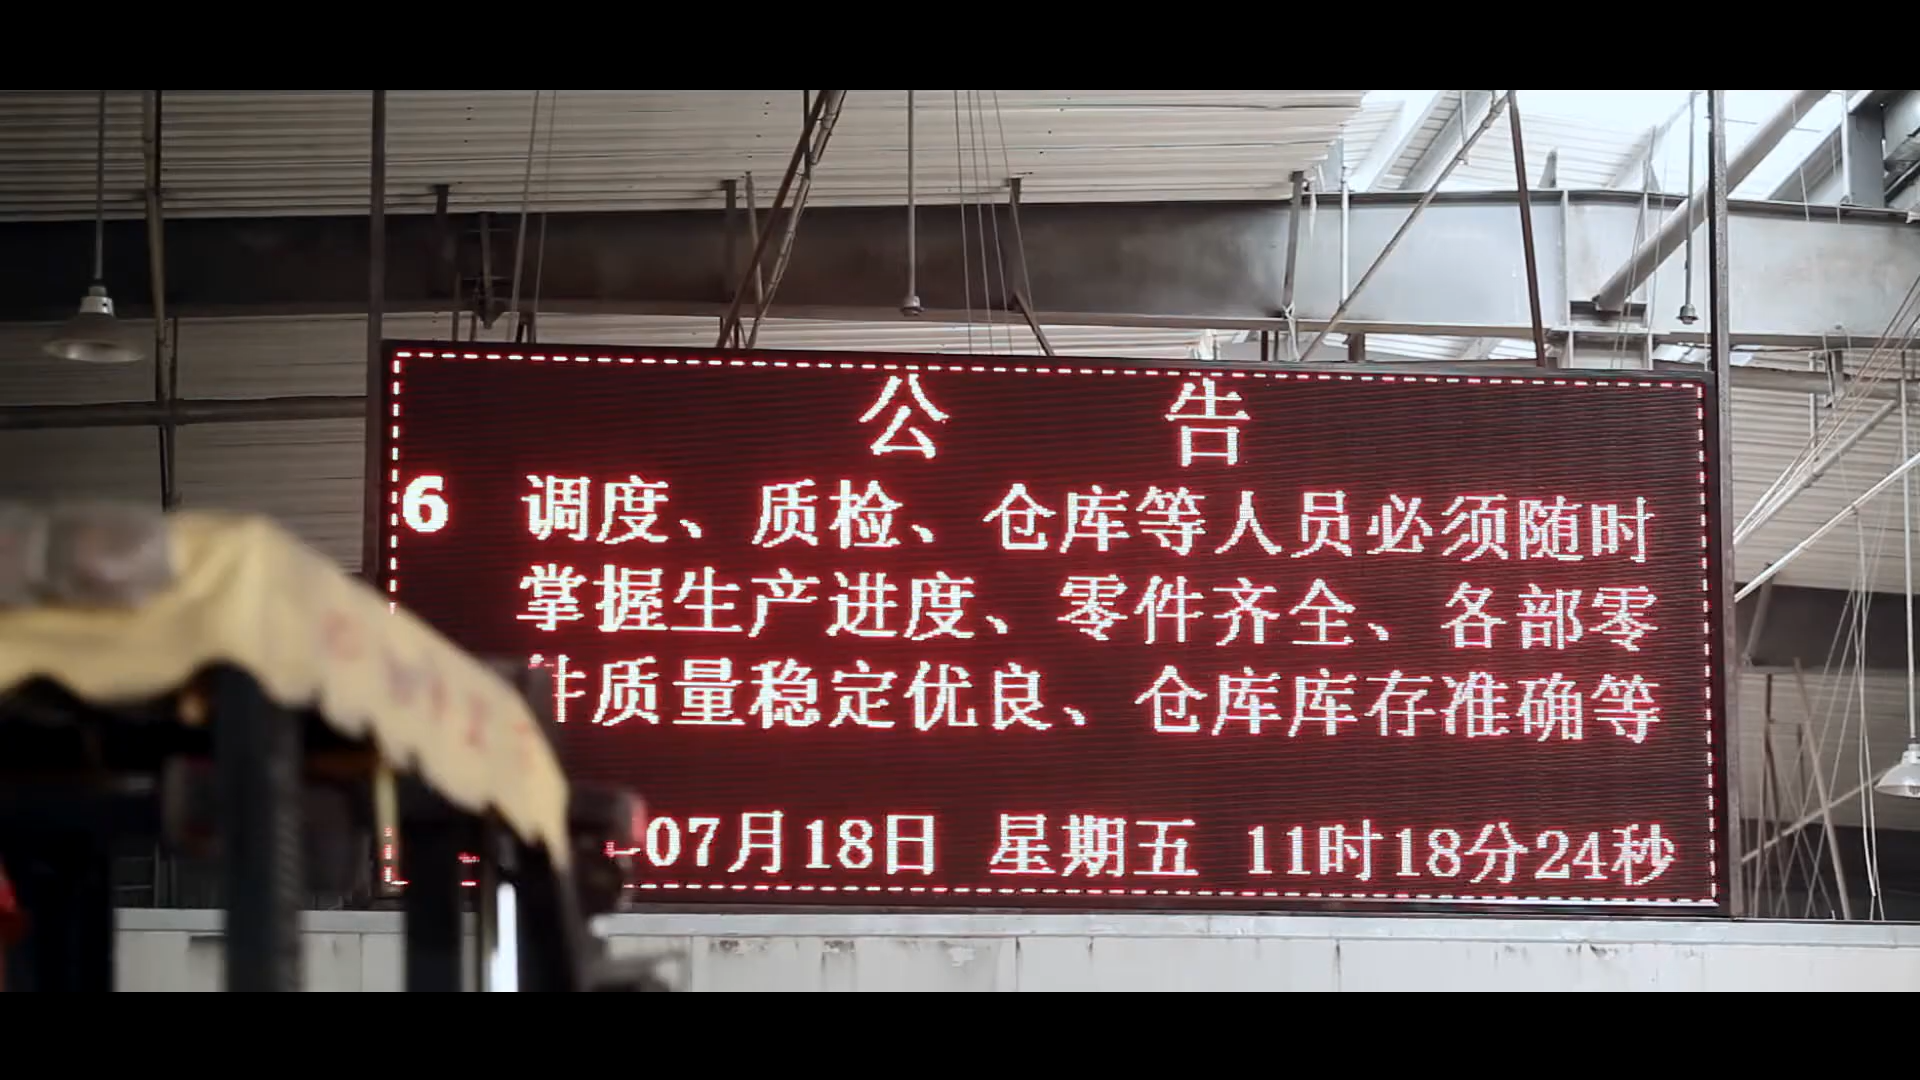 公 告
6 调度、质检、仓库等人员必须随时
掌握生产进度、零件齐全、各部零
件质量稳定优良、仓库库存准确等
07月18日 星期五 11时18分24秒